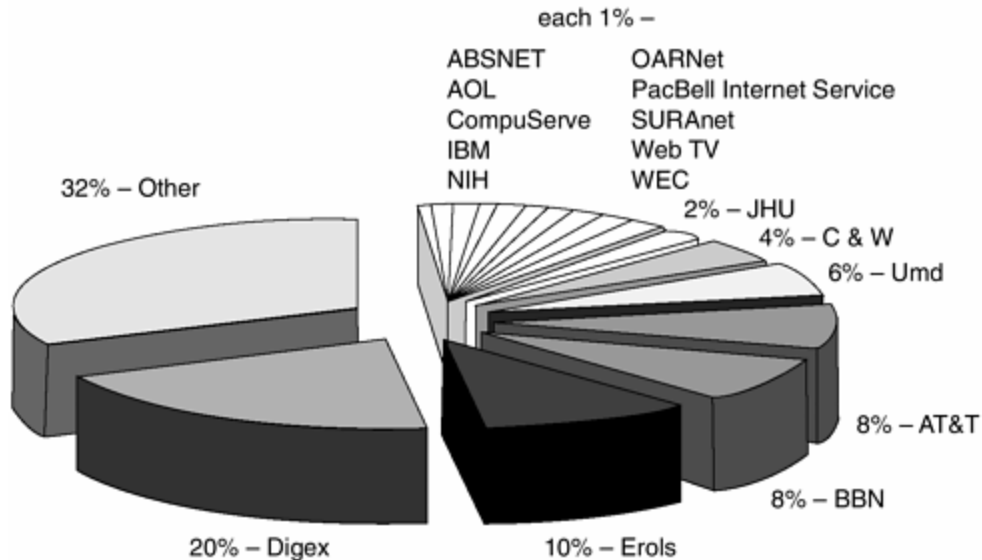 each 1% –
ABSNET OARNet
AOL PacBell Internet Service
CompuServe SURAnet
IBM Web TV
NIH WEC
32% – Other
2% – JHU
4% – C & W
6% – Umd
8% – AT&T
8% – BBN
20% – Digex
10% – Erols